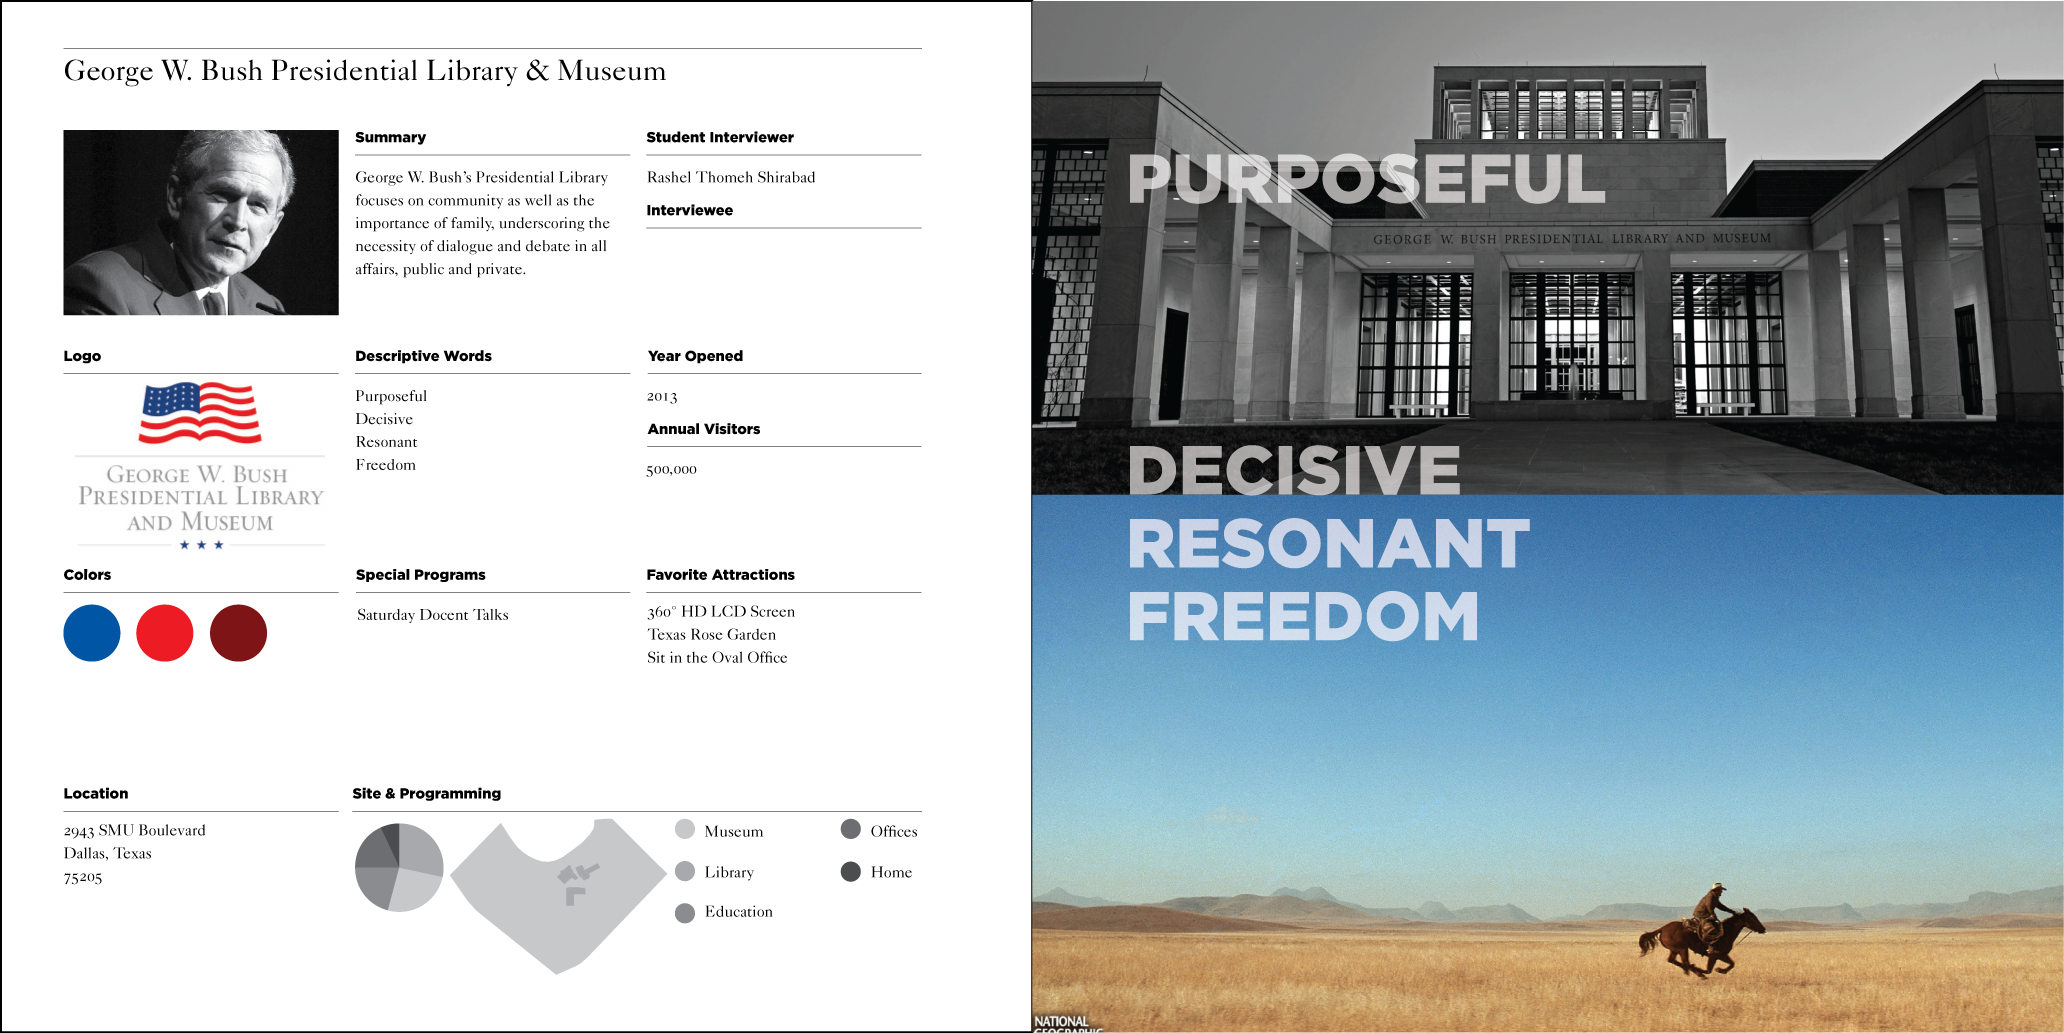 George W. Bush Presidential Library & Museum
Summary
George W. Bush's Presidential Library
focuses on community as well as the
importance of family, underscoring the
necessity of dialogue and debate in all
affairs, public and private.
Student Interviewer
Rashel Thomeh Shirabad
Interviewee
Logo
GEORGE W. BUSH
PRESIDENTIAL LIBRARY
AND MUSEUM
Descriptive Words
Purposeful
Decisive
Resonant
Freedom
Year Opened
2013
Annual Visitors
500,000
Colors
Special Programs
Saturday Docent Talks
Favorite Attractions
360° HD LCD Screen
Texas Rose Garden
Sit in the Oval Office
Location
2943 SMU Boulevard
Dallas, Texas
75205
Site & Programming
Museum
Library
Education
Offices
Home
PURPOSEFUL
GEORGE W. BUSH PRESIDENTIAL LIBRARY AND MUSEUM
DECISIVE
RESONANT
FREEDOM
NATIONAL
GEOGRAPHIC